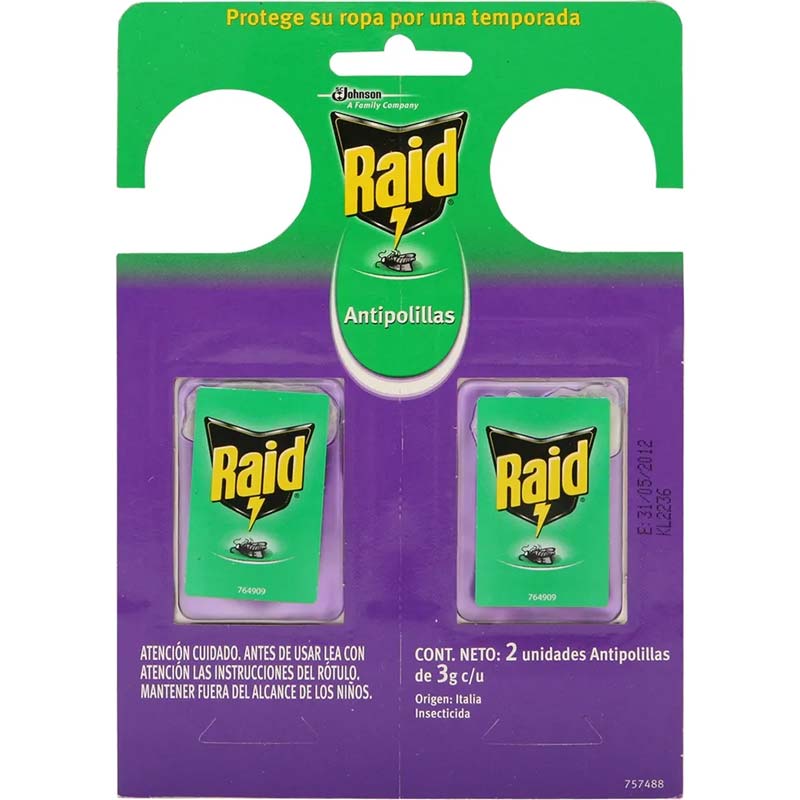 Protege su ropa por una temporada
SC Johnson
A Family Company
Raid®
Antipolillas
Raid®
764909
Raid®
764909
E: 31/05/2012
KL2236
ATENCIÓN CUIDADO. ANTES DE USAR LEA CON
ATENCIÓN LAS INSTRUCCIONES DEL RÓTULO.
MANTENER FUERA DEL ALCANCE DE LOS NIÑOS.
CONT. NETO: 2 unidades Antipolillas
de 3g c/u
Origen: Italia
Insecticida
757488